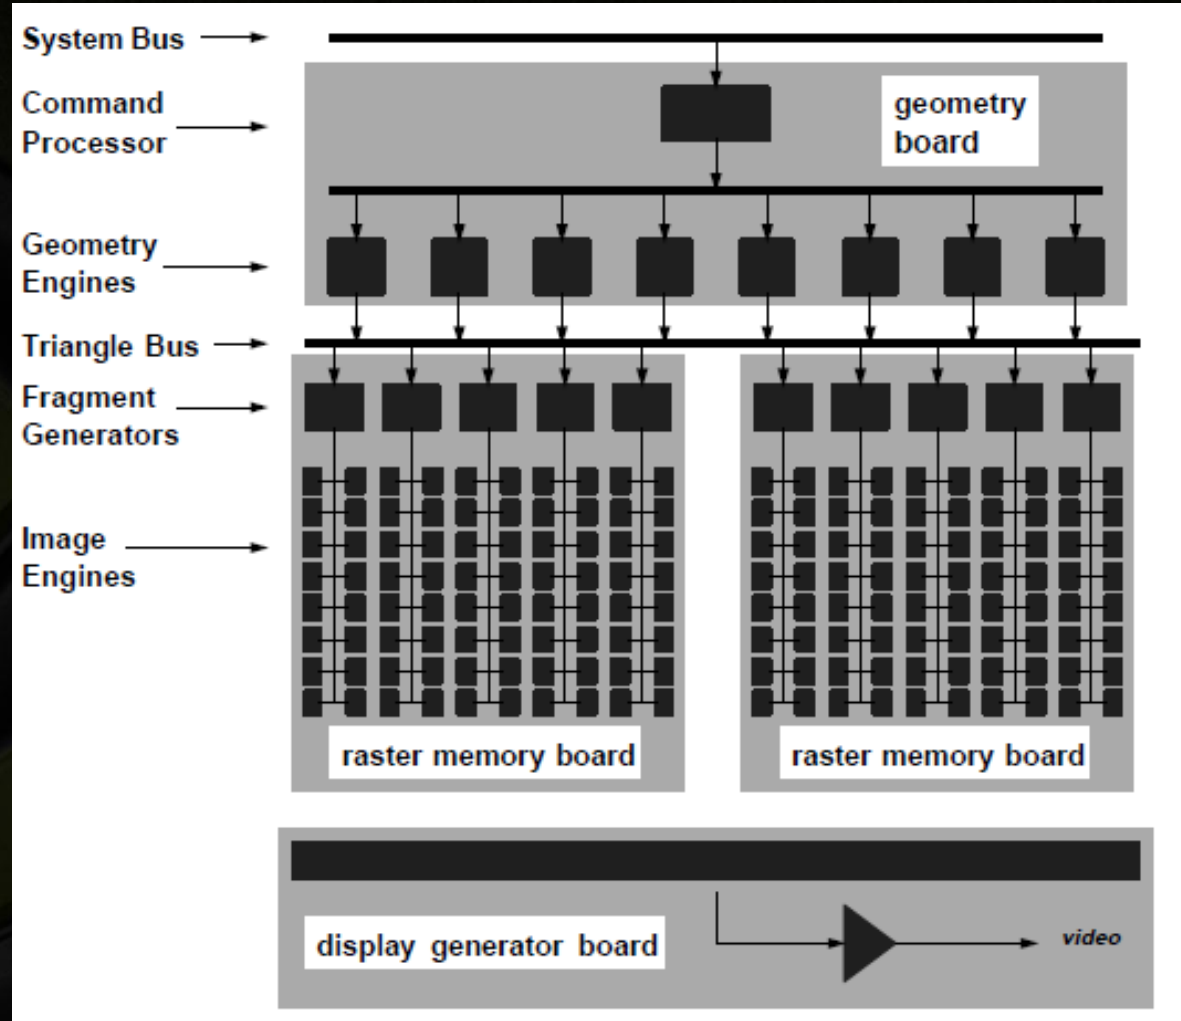 System Bus
Command
Processor
geometry
board
Geometry
Engines
Triangle Bus
Fragment
Generators
Image
Engines
raster memory board
raster memory board
display generator board
video